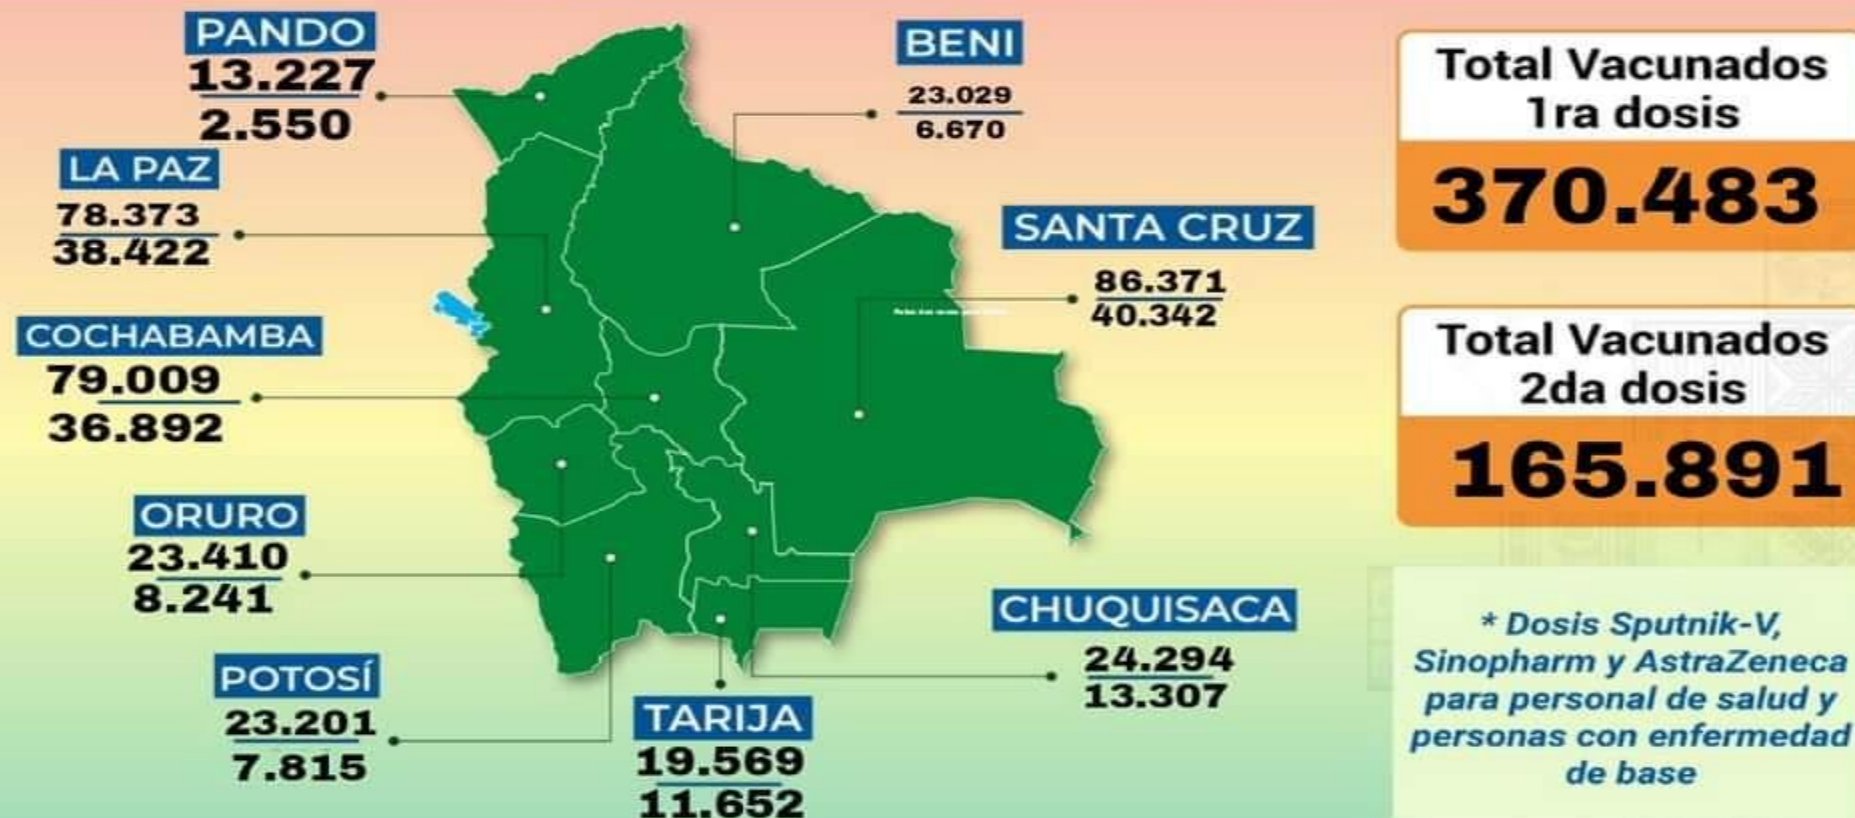 PANDO
13.227
2.550
BENI
23.029
6.670
LA PAZ
78.373
38.422
SANTA CRUZ
86.371
40.342
COCHABAMBA
79.009
36.892
ORURO
23.410
8.241
CHUQUISACA
24.294
13.307
POTOSÍ
23.201
7.815
TARIJA
19.569
11.652
Total Vacunados
1ra dosis
370.483
Total Vacunados
2da dosis
165.891
* Dosis Sputnik-V,
Sinopharm y AstraZeneca
para personal de salud y
personas con enfermedad
de base